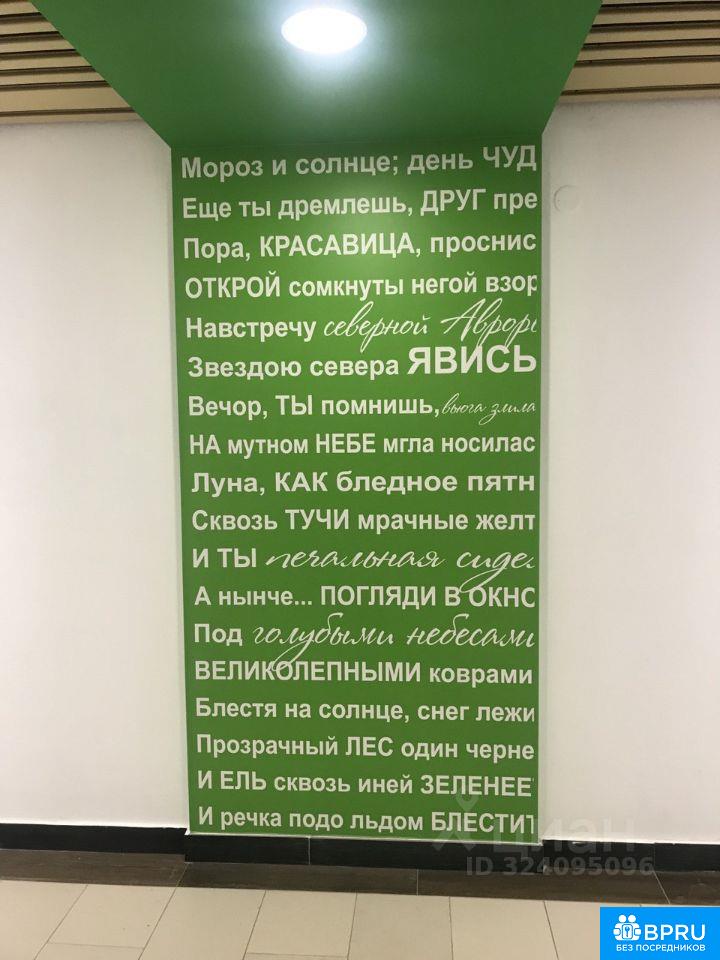 Мороз и солнце; день ЧУД
Еще ты дремлешь, ДРУГ пре
Пора, КРАСАВИЦА, проснис
ОТКРОЙ сомкнуты негой взор
Навстречу северной Авроры
Звездою севера ЯВИСЬ
Вечор, ТЫ помнишь, вьюга злила
НА мутном НЕБЕ мгла носилас
Луна, КАК бледное пятн
Сквозь ТУЧИ мрачные желт
И ТЫ печальная сиде
А нынче... ПОГЛЯДИ В ОКНО
Под голубыми небесами
ВЕЛИКОЛЕПНЫМИ коврами
Блестя на солнце, снег лежи
Прозрачный ЛЕС один черне
И ЕЛЬ сквозь иней ЗЕЛЕНЕЕТ
И речка подо льдом БЛЕСТИТ
циан
ID 324095096
BPRU
БЕЗ ПОСРЕДНИКОВ